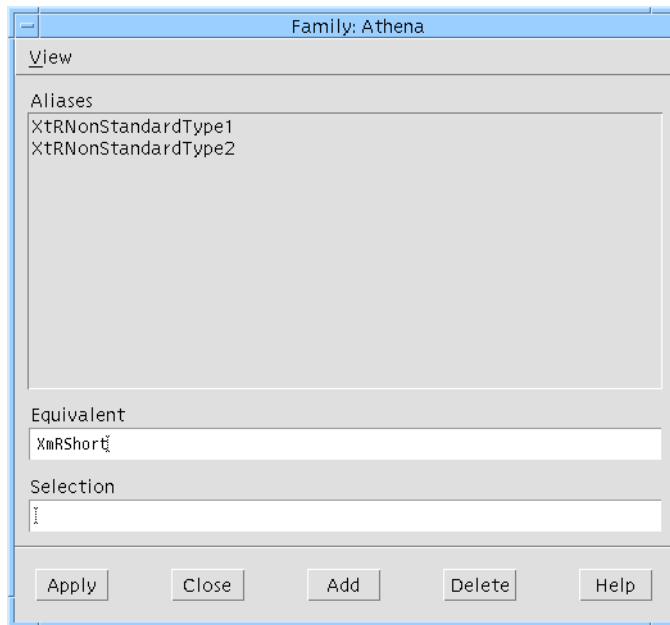 Family: Athena
View
Aliases
XtRNonStandardType1
XtRNonStandardType2
Equivalent
XmRShort
Selection
Apply Close Add Delete Help